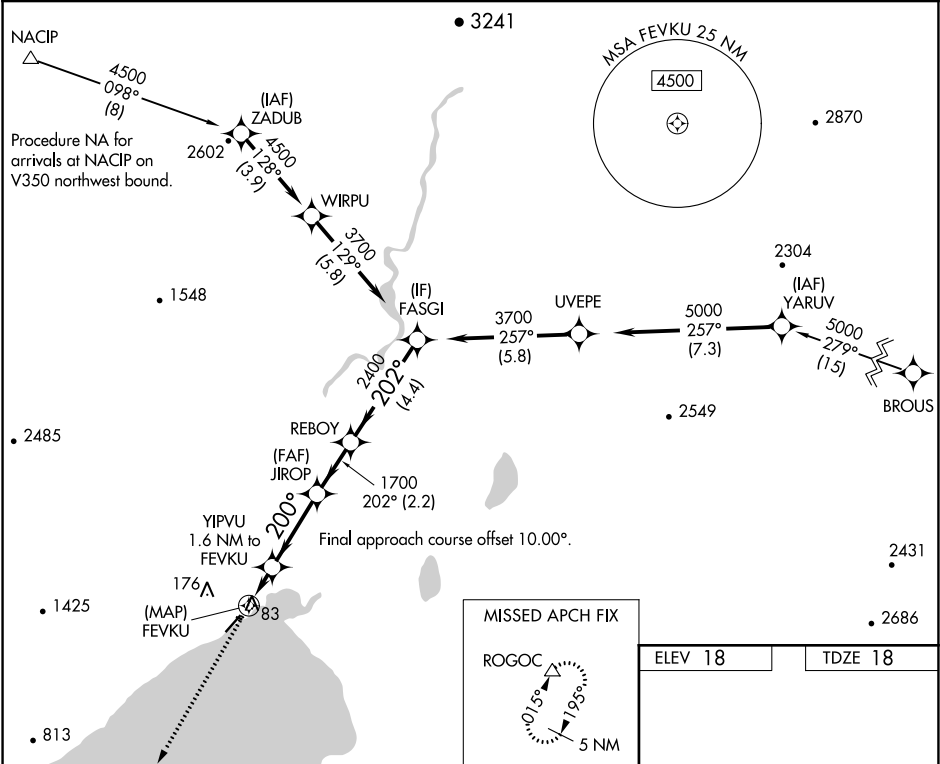 3241
NACIP
4500
098°
(8)
(IAF)
ZADUB
MSA FEVKU 25 NM
4500
2870
Procedure NA for
arrivals at NACIP on
V350 northwest bound.
2602
4500
128°
(3.9)
WIRPU
3700
129°
(5.8)
2304
1548
(IF)
FASGI
UVEPE
(IAF)
YARUV
3700
257°
(5.8)
5000
257°
(7.3)
5000
279°
(15)
BROUS
2400
202°
(4.4)
2549
2485
REBOY
(FAF)
JIROP
1700
202° (2.2)
200°
YIPVU
1.6 NM to
FEVKU
Final approach course offset 10.00°.
2431
176
83
1425
(MAP)
FEVKU
2686
MISSED APCH FIX
ROGOC
015°
195°
5 NM
ELEV 18
TDZE 18
813